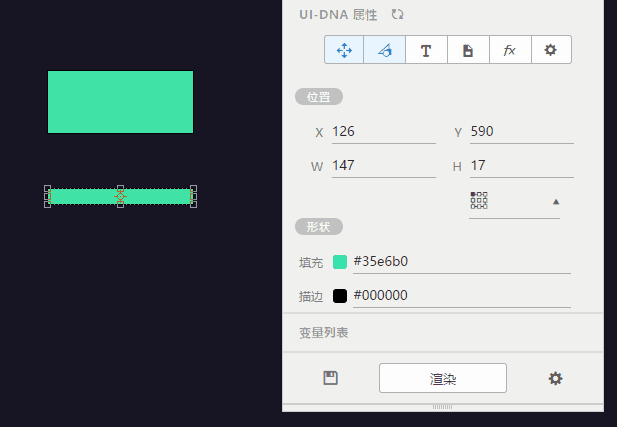 UI-DNA 属性
T fx
位置
X 126 Y 590
W 147 H 17
形状
填充 #35e6b0
描边 #000000
变量列表
渲染